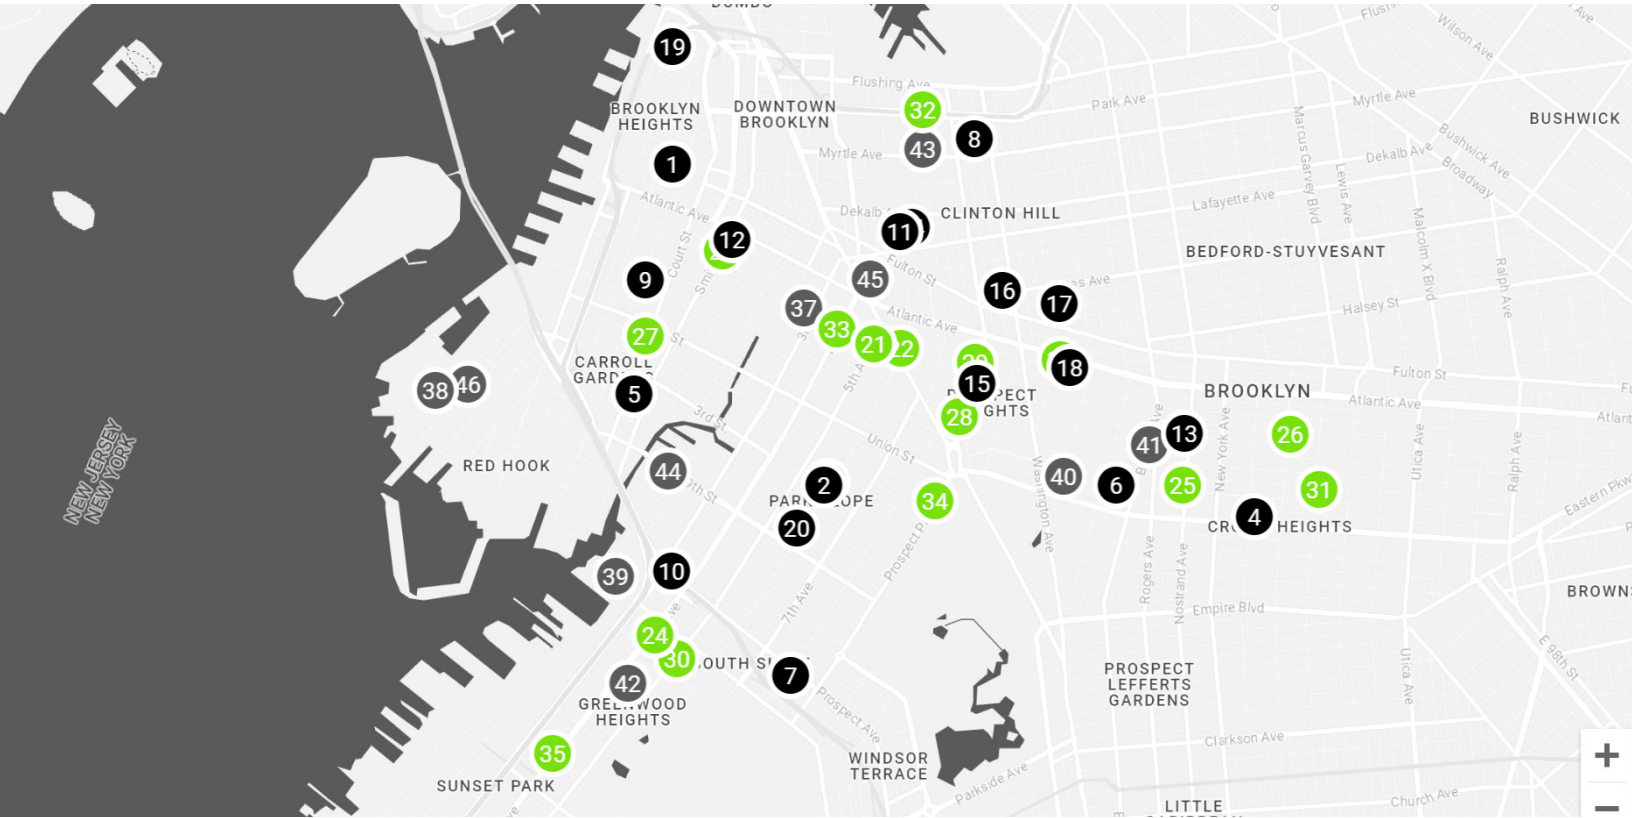 19
BROOKLYN
HEIGHTS
DOWNTOWN
BROOKLYN
Flushing Ave
32
Park Ave
Myrtle Ave
Wilson Ave
BUSHWICK
8
43
Myrtle Ave
1
Marcus Garvey Blvd
Lewis Ave
Dekalb Ave
Bushwick Ave
Broadway
Atlantic Ave
Lafayette Ave
CLINTON HILL
11
Malcolm X Blvd
12
Court St
BEDFORD-STUYVESANT
Fulton St
45
9
16
17
Ralph Ave
37
33
Atlantic Ave
Halsey St
27
21
22
CARROLL
18
15
5
38
46
28
Fulton St
BROOKLYN
Atlantic Ave
3rd St
41
13
26
New York Ave
Utica Ave
Ralph Ave
Union St
NEW JERSEY
NEW YORK
RED HOOK
44
2
20
34
Washington Ave
40
6
25
31
4
HEIGHTS
Eastern Pkwy
39
10
Rogers Ave
Nostrand Ave
7th Ave
Empire Blvd
24
30
42
7
GREENWOOD
HEIGHTS
Prospect Ave
PROSPECT
LEFFERTS
GARDENS
Utica Ave
E 98th St
35
SUNSET PARK
WINDSOR
TERRACE
Clarkson Ave
Parkside Ave
Church Ave
LITTLE
+
−